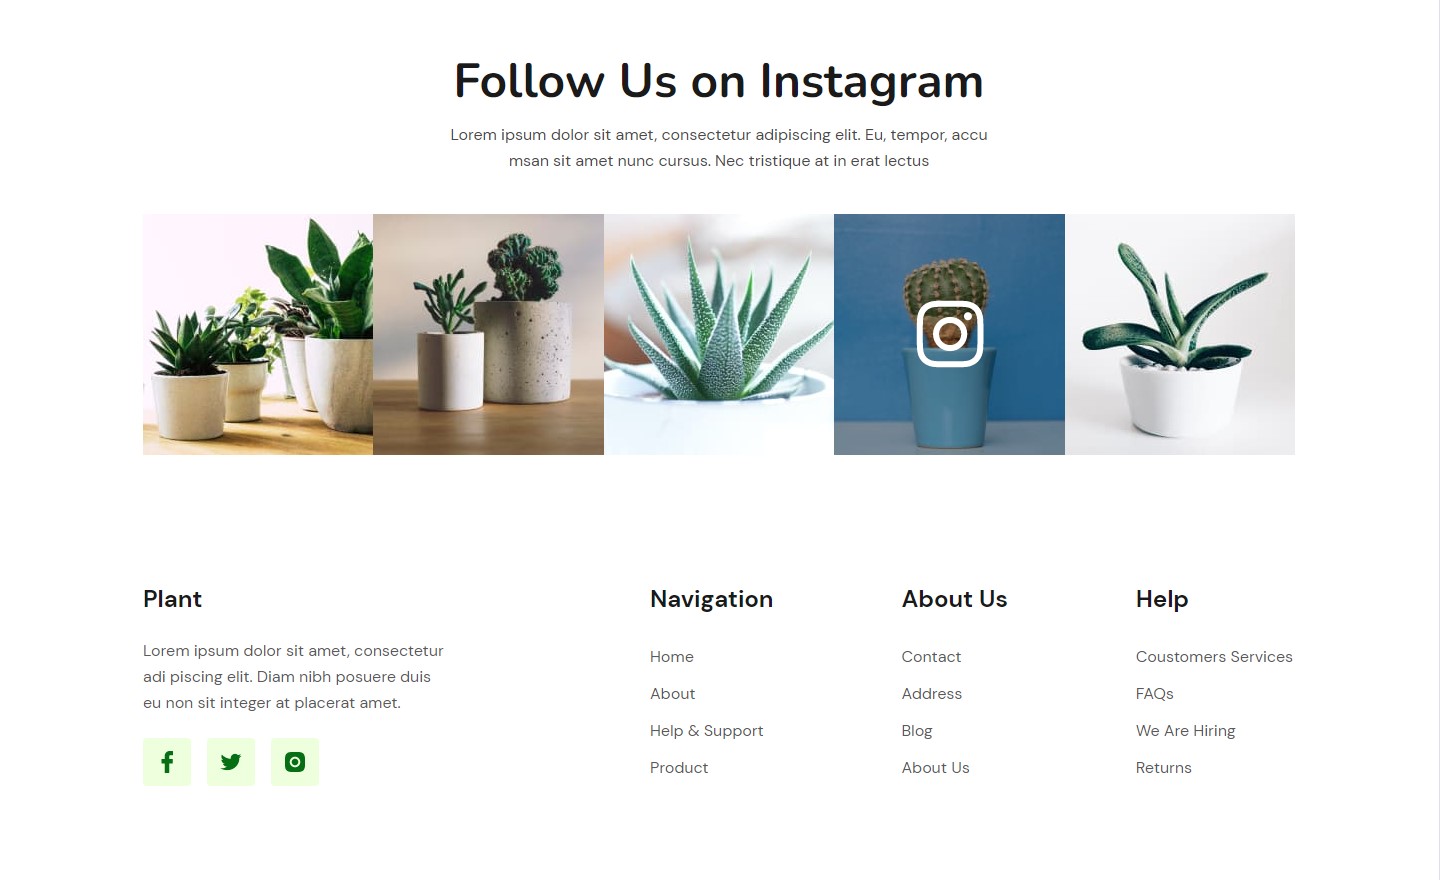 Follow Us on Instagram
Lorem ipsum dolor sit amet, consectetur adipiscing elit. Eu, tempor, accu
msan sit amet nunc cursus. Nec tristique at in erat lectus
Plant
Lorem ipsum dolor sit amet, consectetur
adi piscing elit. Diam nibh posuere duis
eu non sit integer at placerat amet.
Navigation
Home
About
Help & Support
Product
About Us
Contact
Address
Blog
About Us
Help
Coustomers Services
FAQs
We Are Hiring
Returns